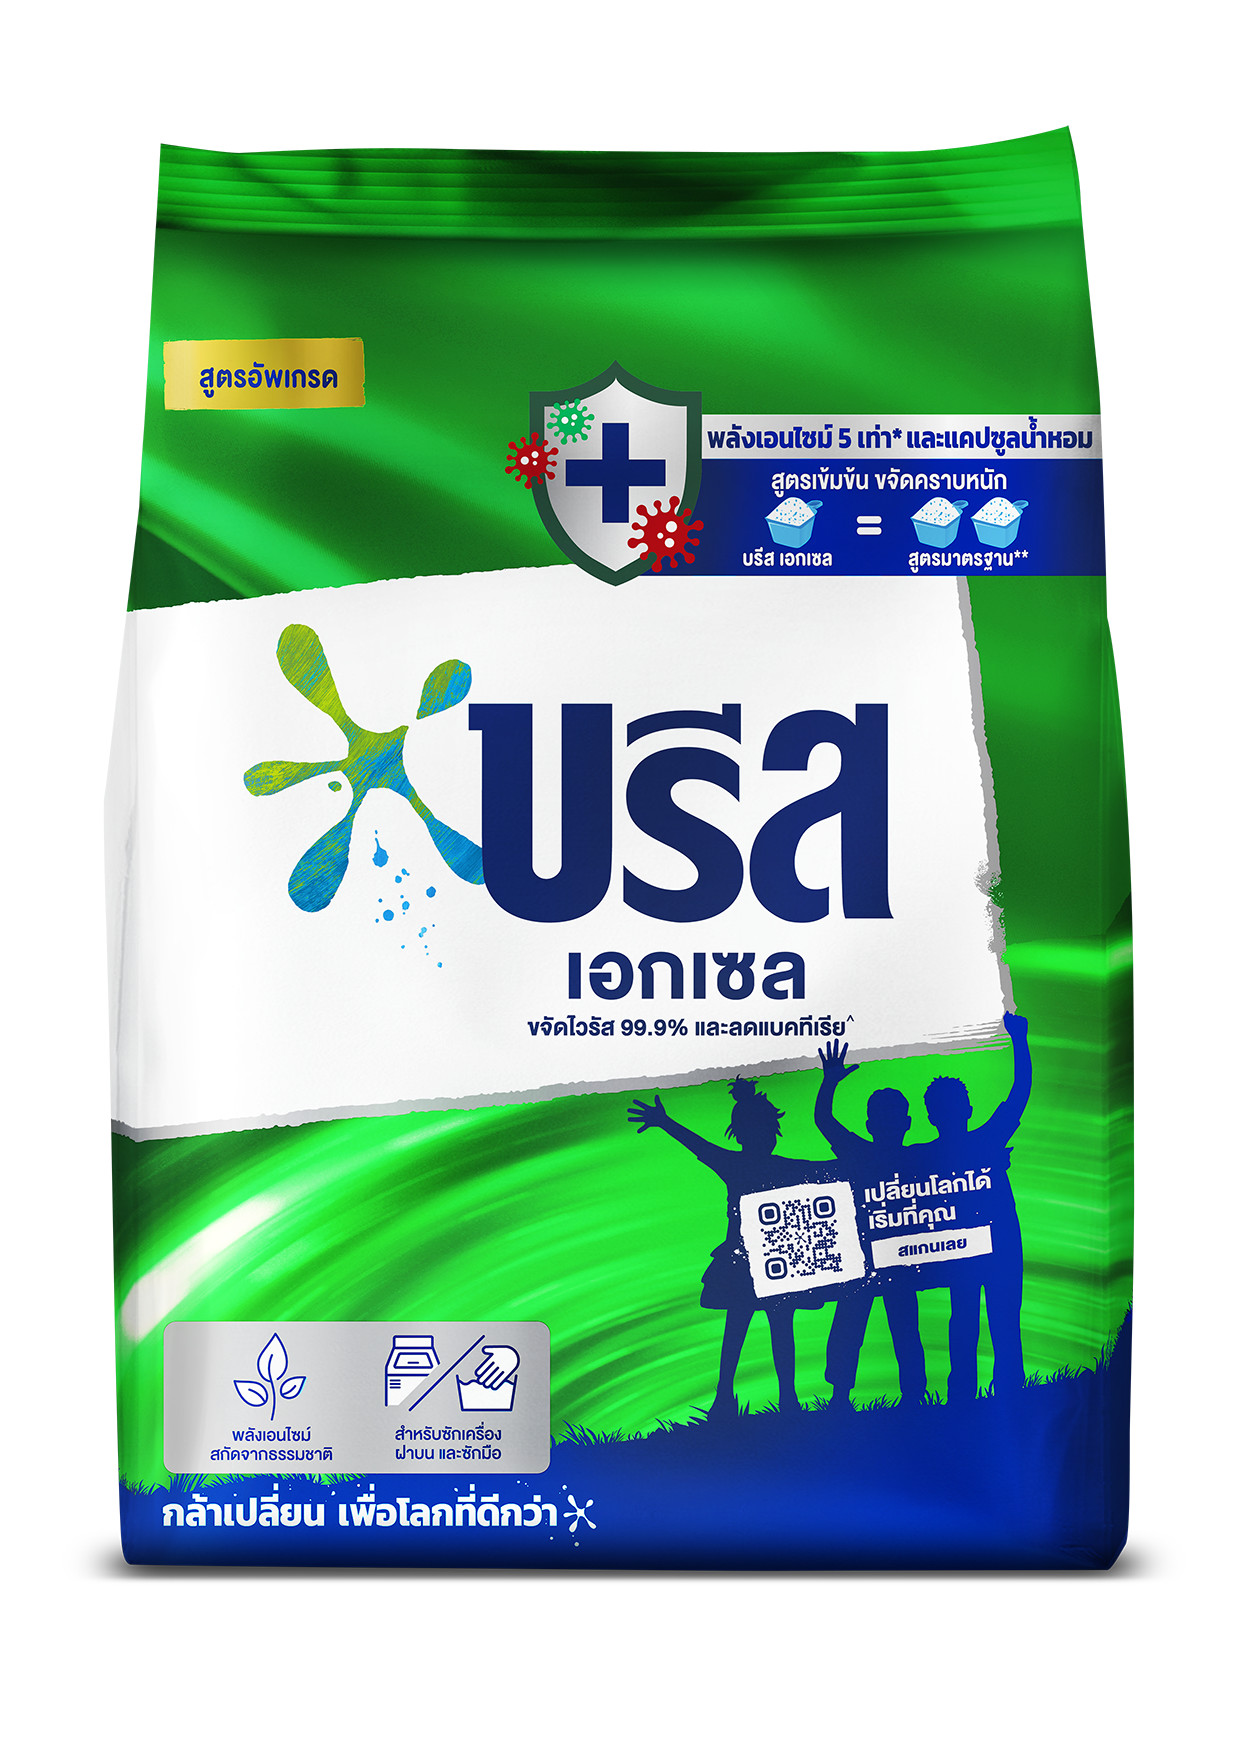 สูตรอัพเกรด
พลังเอนไซม์ 5 เท่า* และแคปซูลน้ำหอม
สูตรเข้มข้น ขจัดคราบหนัก
=
บรีส เอกเซล
สูตรมาตรฐาน**
บรีส
เอกเซล
ขจัดไวรัส 99.9% และลดแบคทีเรีย^
เปลี่ยนโลกได้
เริ่มที่คุณ
สแกนเลย
พลังเอนไซม์
สกัดจากธรรมชาติ
สำหรับซักเครื่อง
ฝาบน และซักมือ
กล้าเปลี่ยน เพื่อโลกที่ดีกว่า